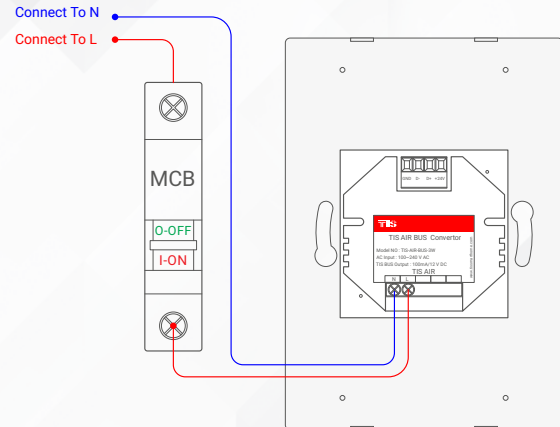 Connect To N
Connect To L
MCB
O-OFF
I-ON
GND D- D+ +24V
TIS
TIS AIR BUS Convertor
Model NO : TIS-AIR-BUS-3W
AC Input : 100~240 V AC
TIS BUS Output : 100mA/12 V DC
TIS AIR
N L